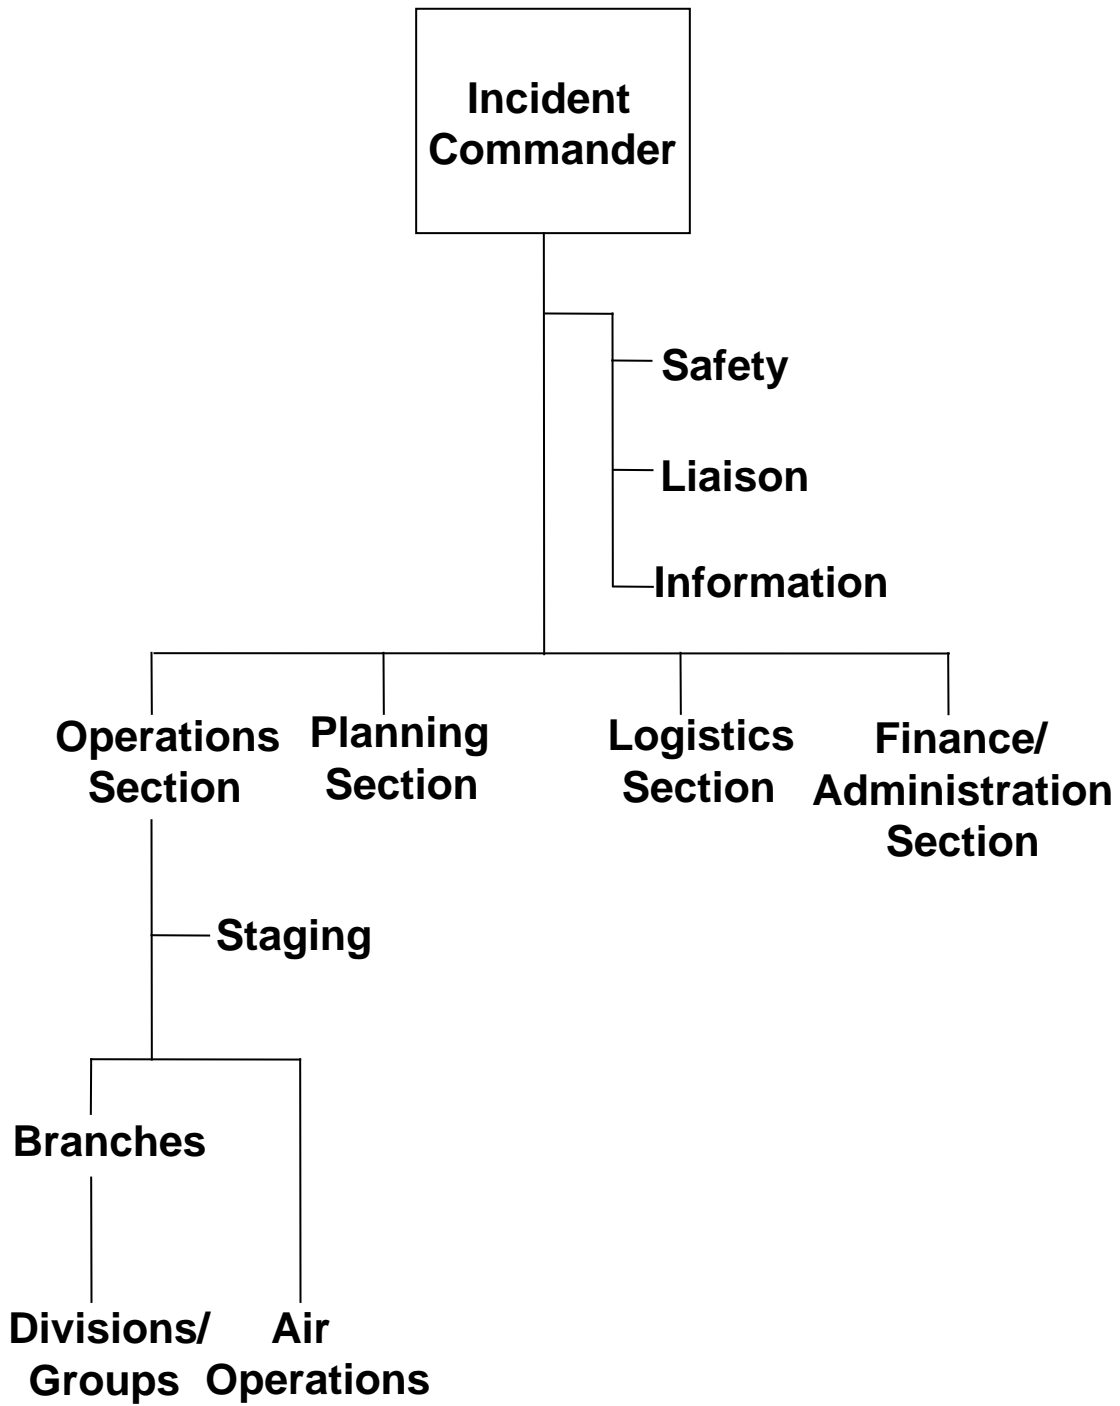 Incident
Commander
Safety
Liaison
Information
Operations
Section
Planning
Section
Logistics
Section
Finance/
Administration
Section
Staging
Branches
Divisions/
Groups
Air
Operations